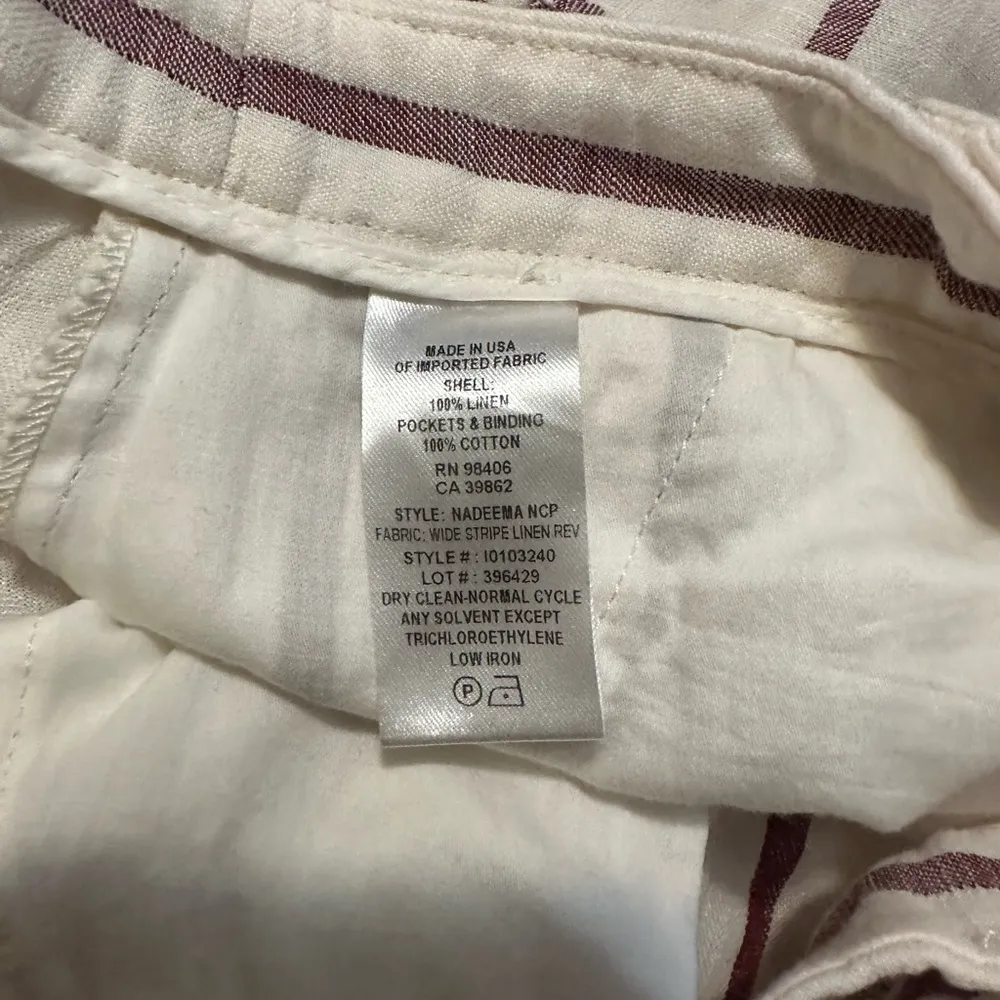 MADE IN USA
OF IMPORTED FABRIC
SHELL:
100% LINEN
POCKETS & BINDING
100% COTTON
RN 98406
CA 39862
STYLE: NADEEMA NCP
FABRIC: WIDE STRIPE LINEN REV
STYLE # : I0103240
LOT # : 396429
DRY CLEAN-NORMAL CYCLE
ANY SOLVENT EXCEPT
TRICHLOROETHYLENE
LOW IRON
P